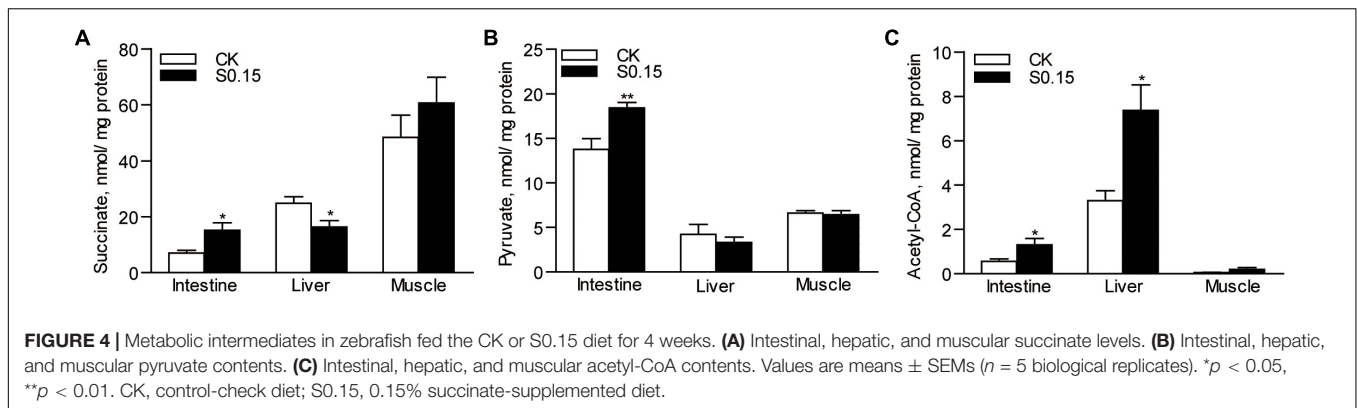 A
80
60
40
20
0
Succinate, nmol/ mg protein
CK
S0.15
*
*
Intestine Liver Muscle
B
25
20
15
10
5
0
Pyruvate, nmol/ mg protein
CK
S0.15
**
Intestine Liver Muscle
C
10
8
6
4
2
0
Acetyl-CoA, nmol/ mg protein
CK
S0.15
*
*
Intestine Liver Muscle
FIGURE 4 | Metabolic intermediates in zebrafish fed the CK or S0.15 diet for 4 weeks. (A) Intestinal, hepatic, and muscular succinate levels. (B) Intestinal, hepatic,
and muscular pyruvate contents. (C) Intestinal, hepatic, and muscular acetyl-CoA contents. Values are means ± SEMs (n = 5 biological replicates). *p < 0.05,
**p < 0.01. CK, control-check diet; S0.15, 0.15% succinate-supplemented diet.